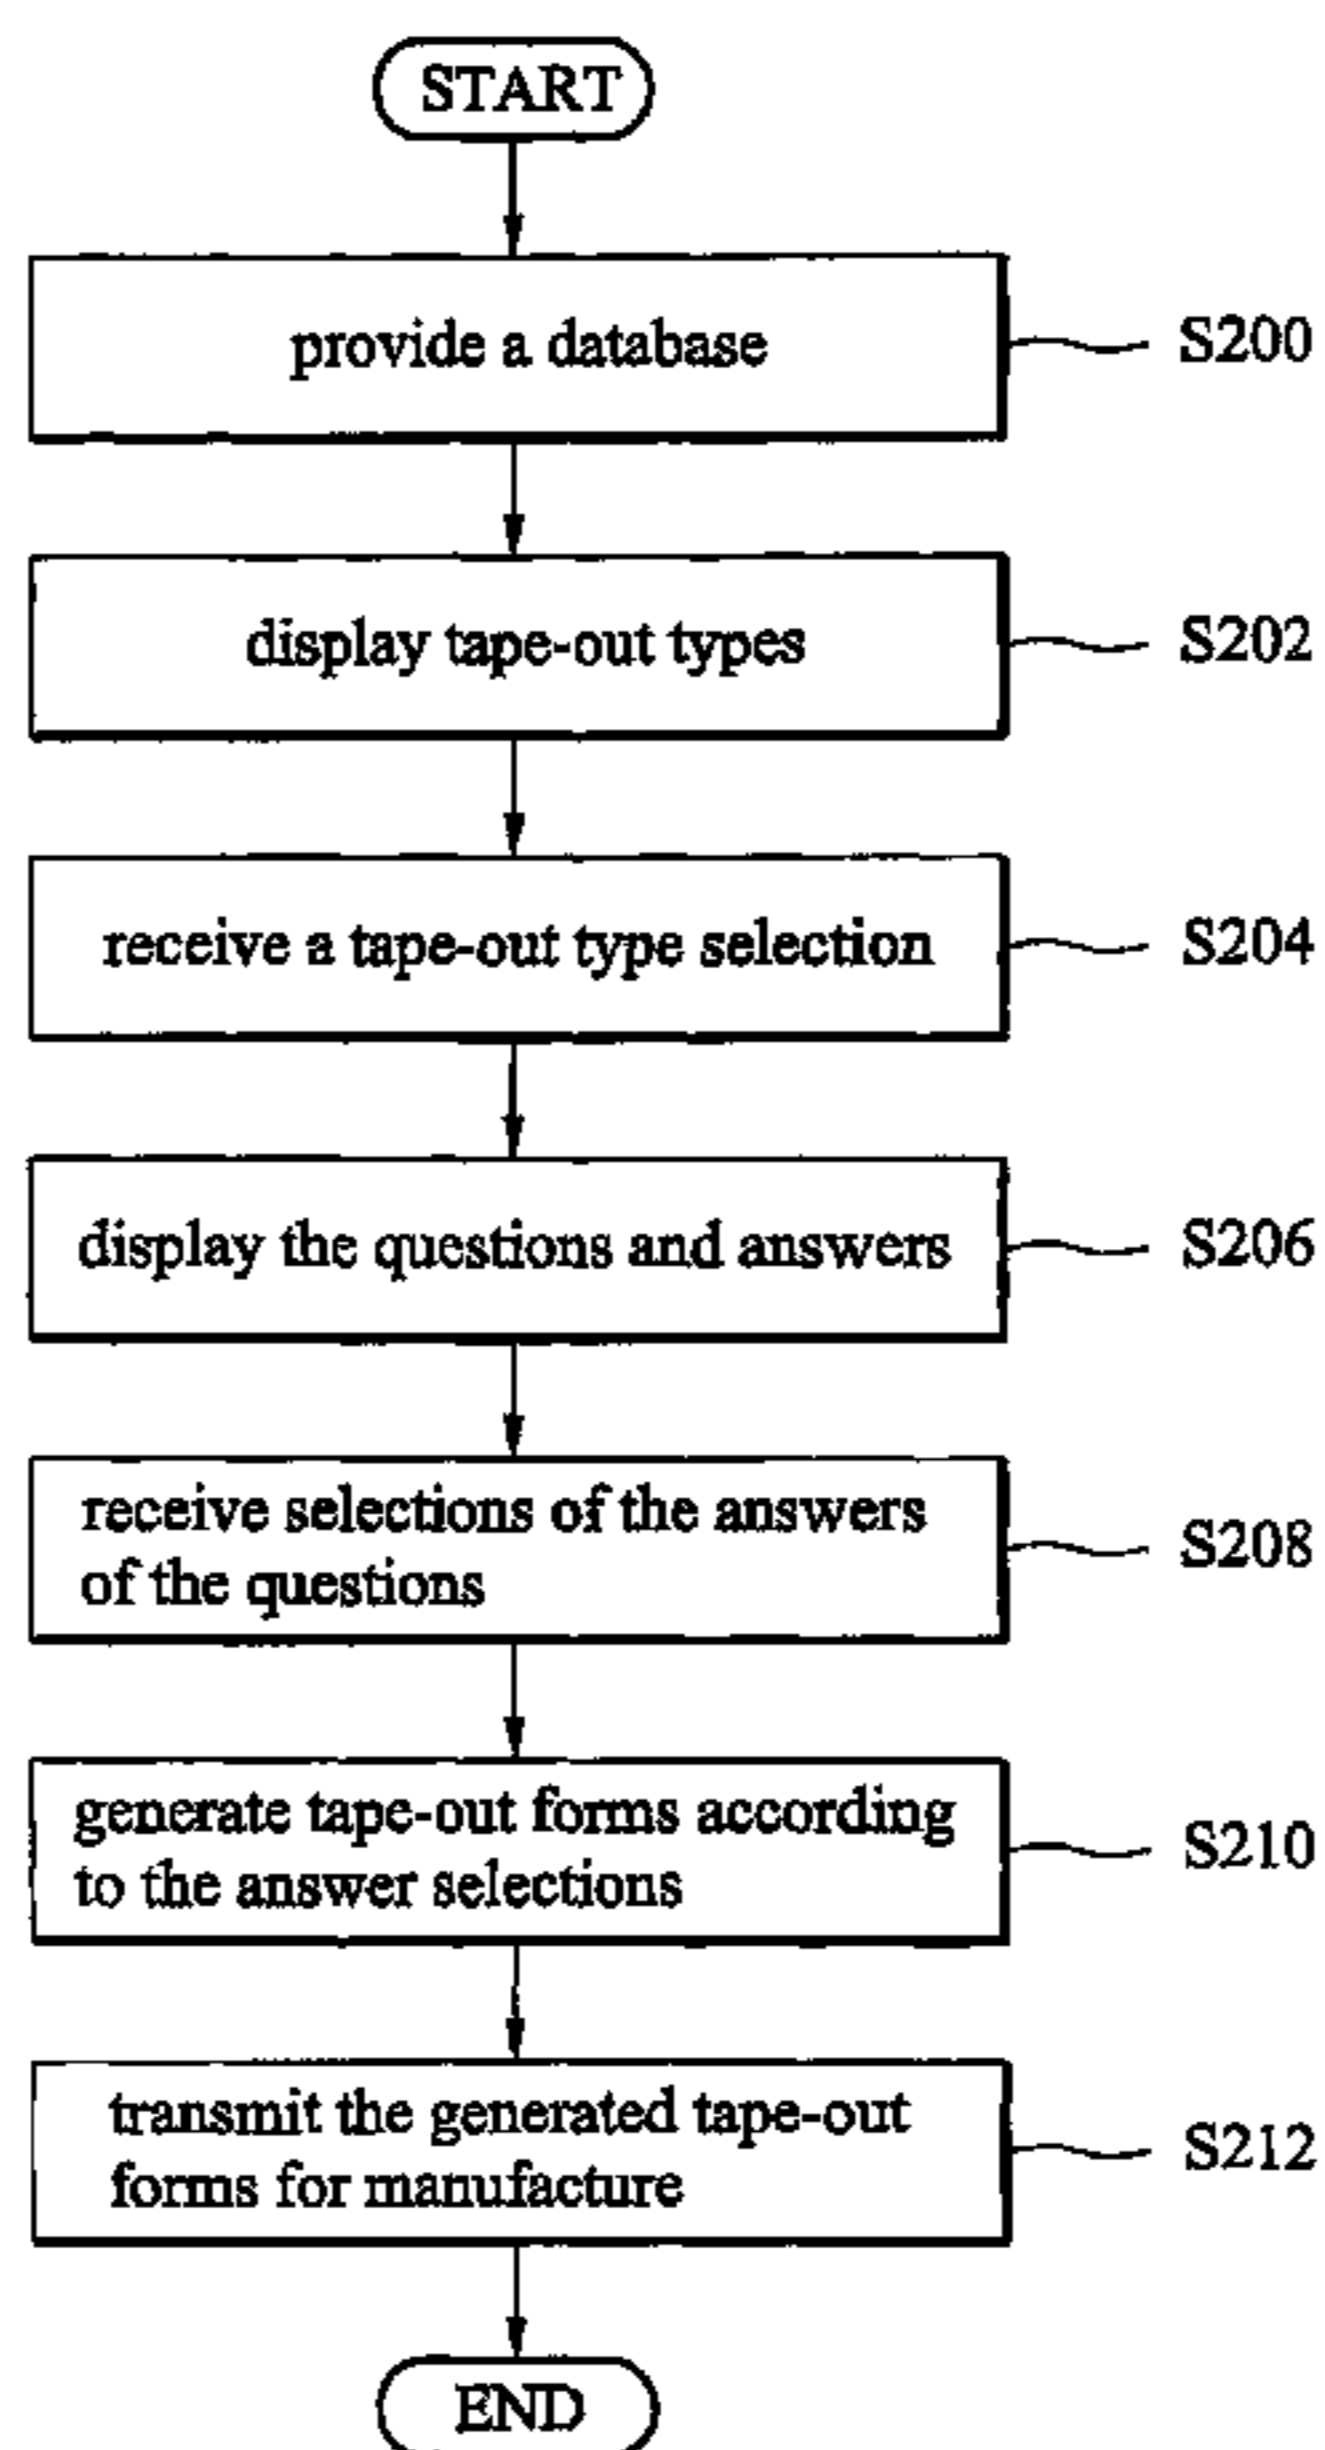 START
provide a database
S200
display tape-out types
S202
receive a tape-out type selection
S204
display the questions and answers
S206
receive selections of the answers
of the questions
S208
generate tape-out forms according
to the answer selections
S210
transmit the generated tape-out
forms for manufacture
S212
END